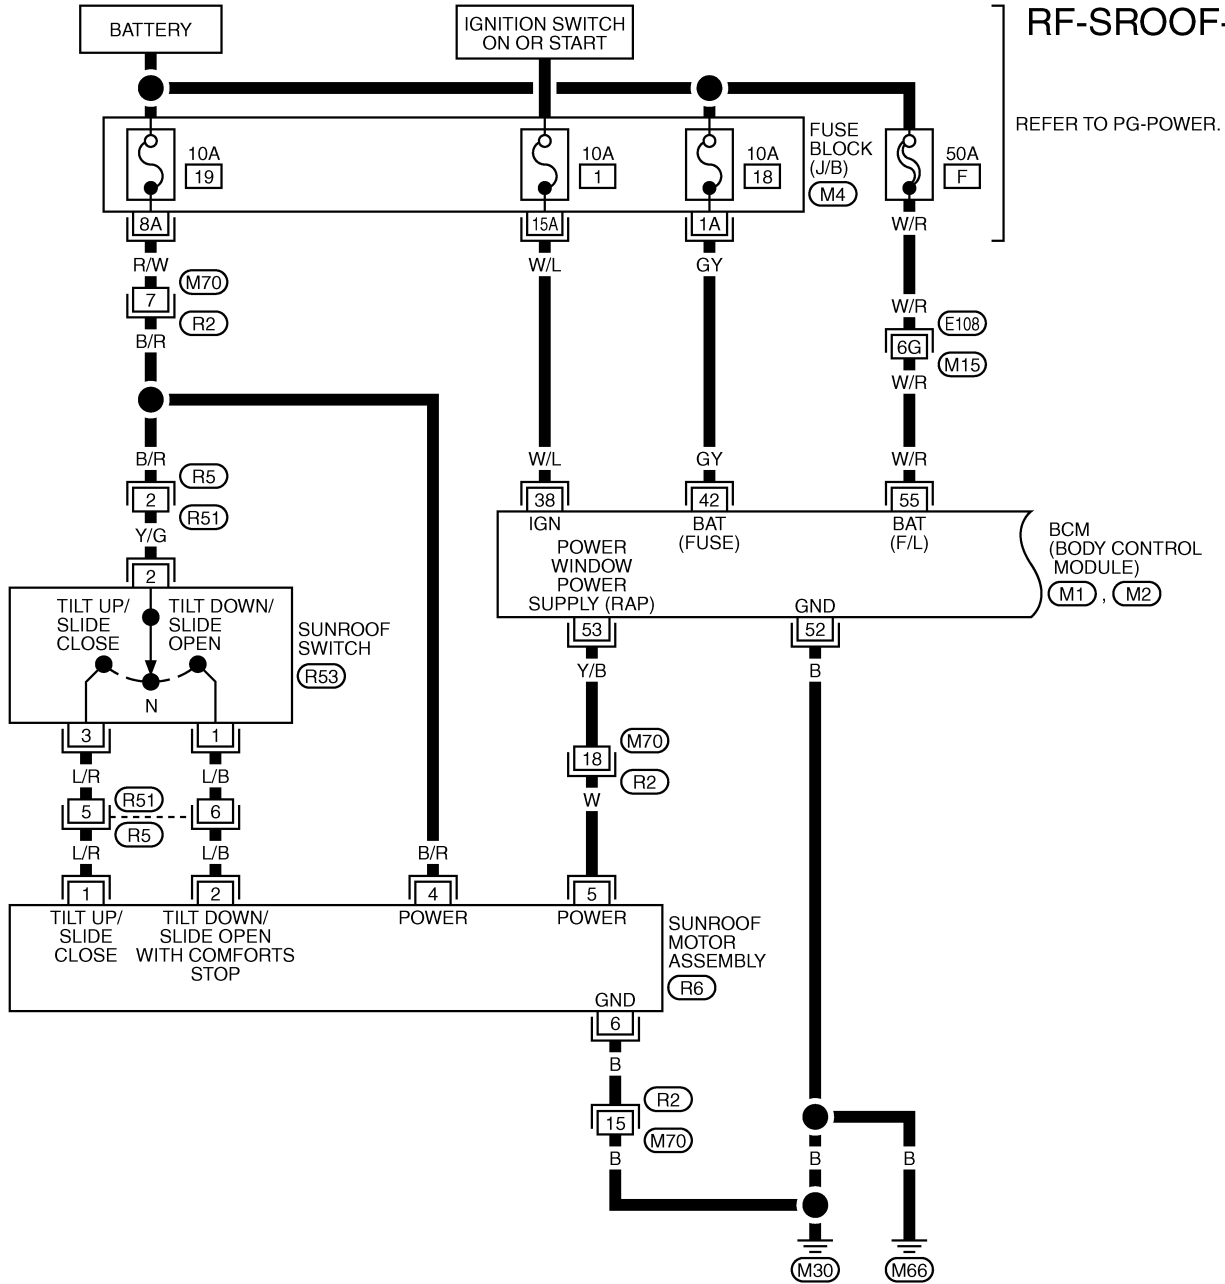 BATTERY
IGNITION SWITCH
ON OR START
RF-SROOF-
REFER TO PG-POWER.
10A
19
10A
1
10A
18
FUSE
BLOCK
(J/B)
M4
50A
F
8A
15A
1A
W/R
R/W
W/L
GY
M70
7
R2
B/R
W/R
E108
6G
M15
W/R
B/R
W/L
GY
W/R
R5
2
R51
Y/G
38
42
55
IGN
BAT
(FUSE)
BAT
(F/L)
POWER
WINDOW
POWER
SUPPLY (RAP)
GND
BCM
(BODY CONTROL
MODULE)
M1 , M2
2
TILT UP/
SLIDE
CLOSE
TILT DOWN/
SLIDE
OPEN
N
SUNROOF
SWITCH
R53
53
52
Y/B
B
3
1
L/R
L/B
M70
18
R2
W
R51
5
6
R5
L/R
L/B
B/R
1
2
4
5
TILT UP/
SLIDE
CLOSE
TILT DOWN/
SLIDE OPEN
WITH COMFORTS
STOP
POWER
POWER
SUNROOF
MOTOR
ASSEMBLY
R6
GND
6
B
R2
15
M70
B
B
B
M30
M66